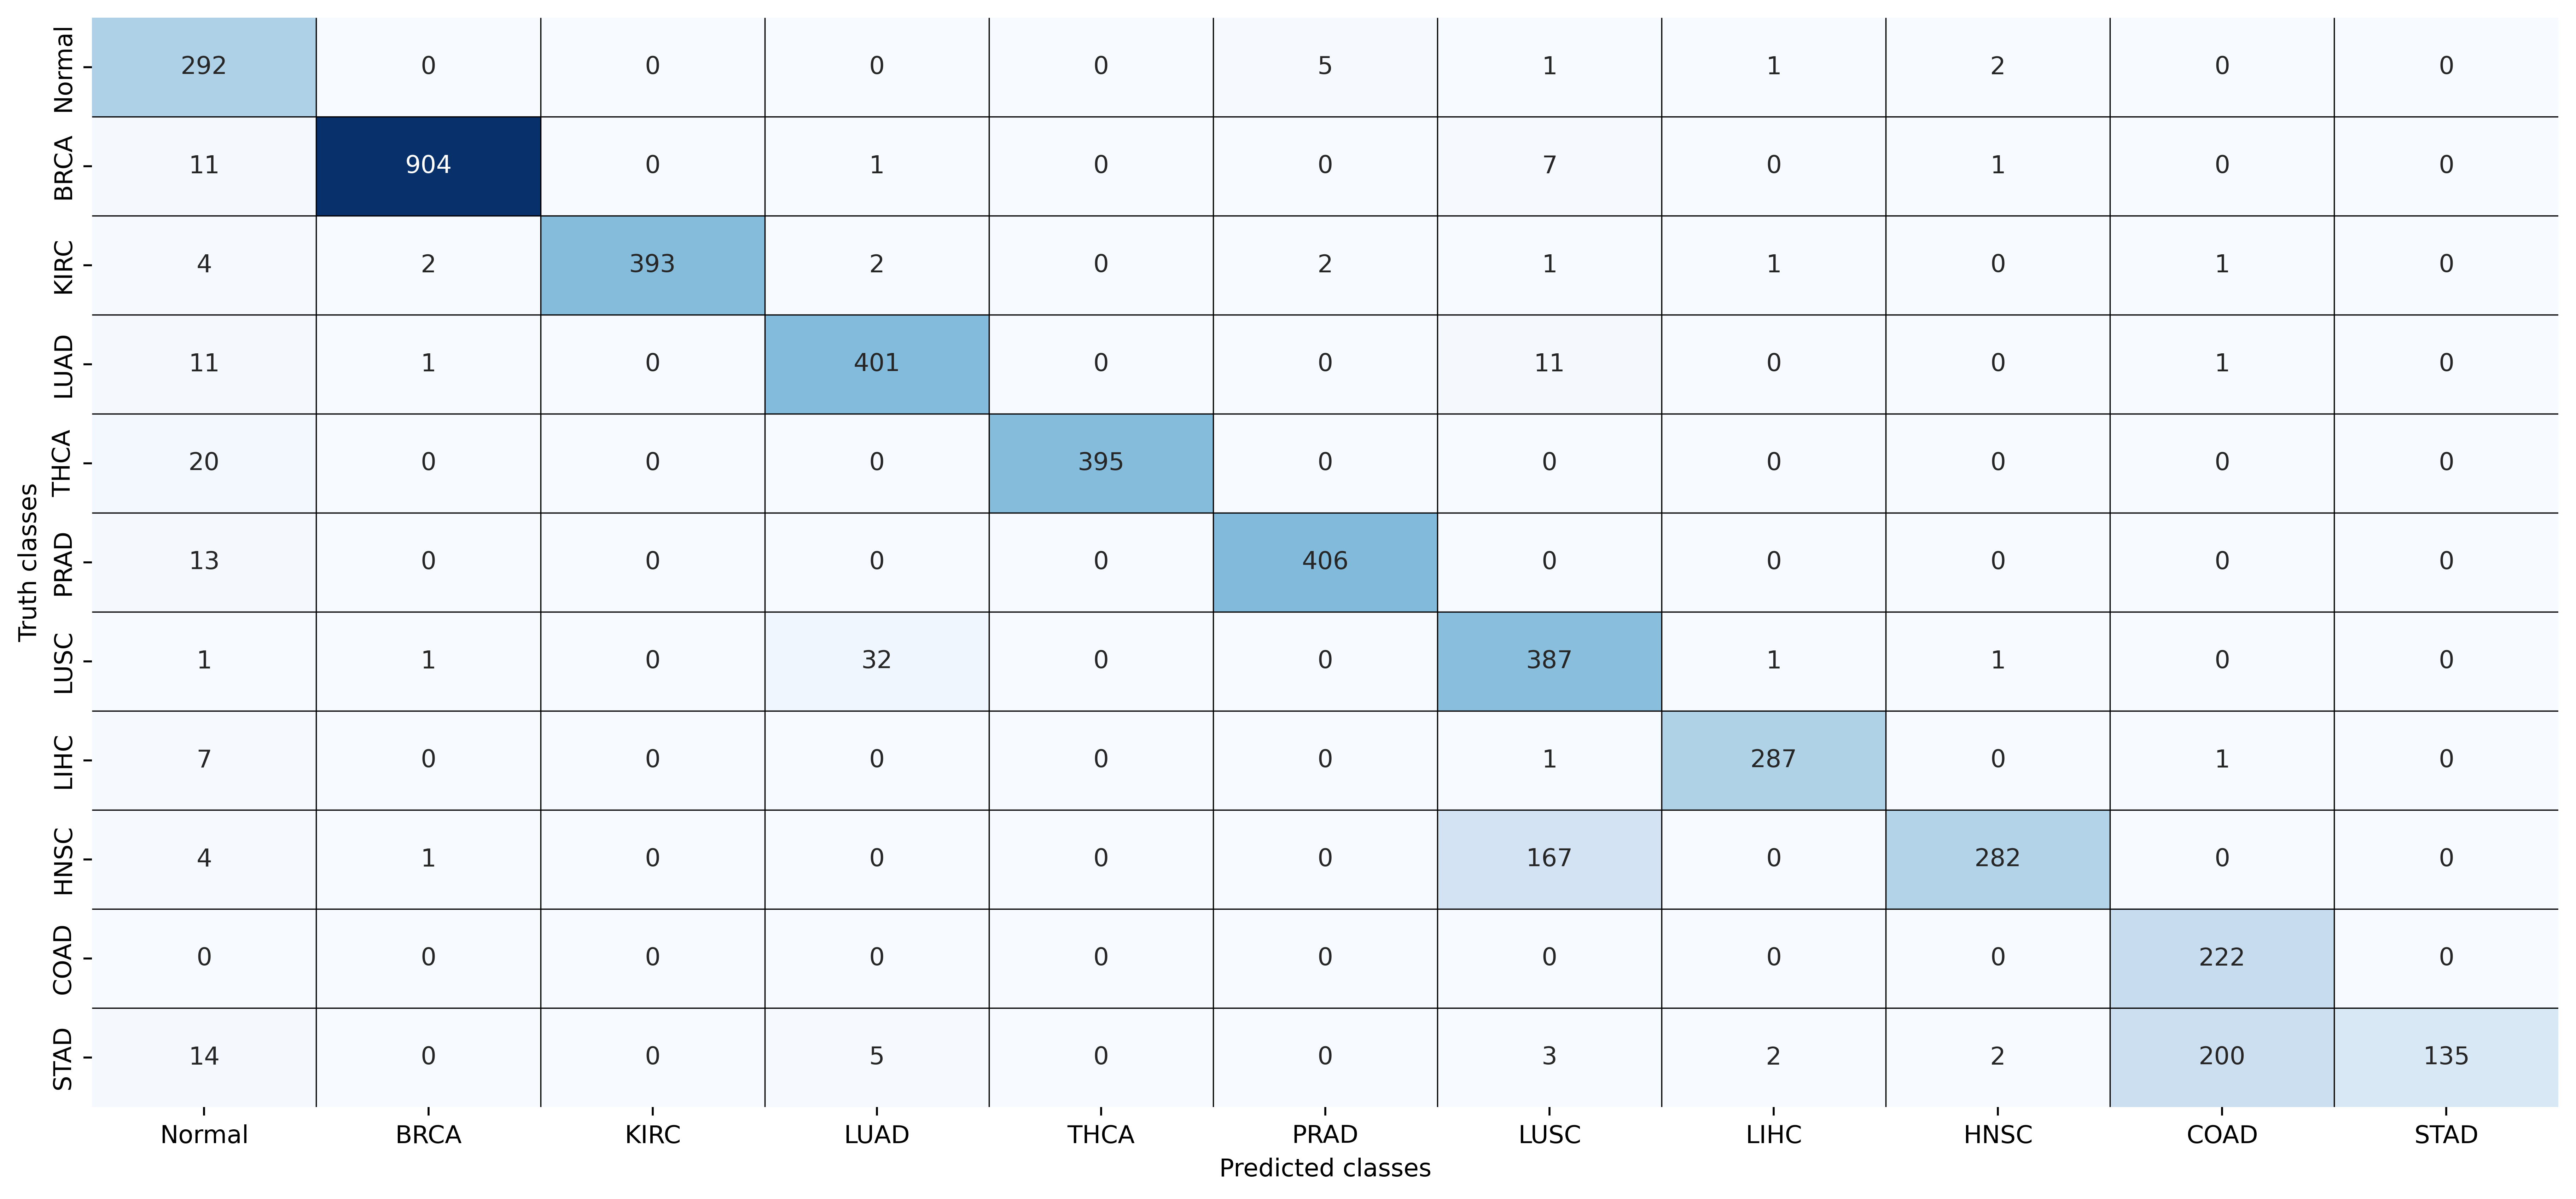 Truth classes
Normal 292 0 0 0 0 5 1 1 2 0 0
BRCA 11 904 0 1 0 0 7 0 1 0 0
KIRC 4 2 393 2 0 2 1 1 0 1 0
LUAD 11 1 0 401 0 0 11 0 0 1 0
THCA 20 0 0 0 395 0 0 0 0 0 0
PRAD 13 0 0 0 0 406 0 0 0 0 0
LUSC 1 1 0 32 0 0 387 1 1 0 0
LIHC 7 0 0 0 0 0 1 287 0 1 0
HNSC 4 1 0 0 0 0 167 0 282 0 0
COAD 0 0 0 0 0 0 0 0 0 222 0
STAD 14 0 0 5 0 0 3 2 2 200 135
Normal BRCA KIRC LUAD THCA PRAD LUSC LIHC HNSC COAD STAD
Predicted classes